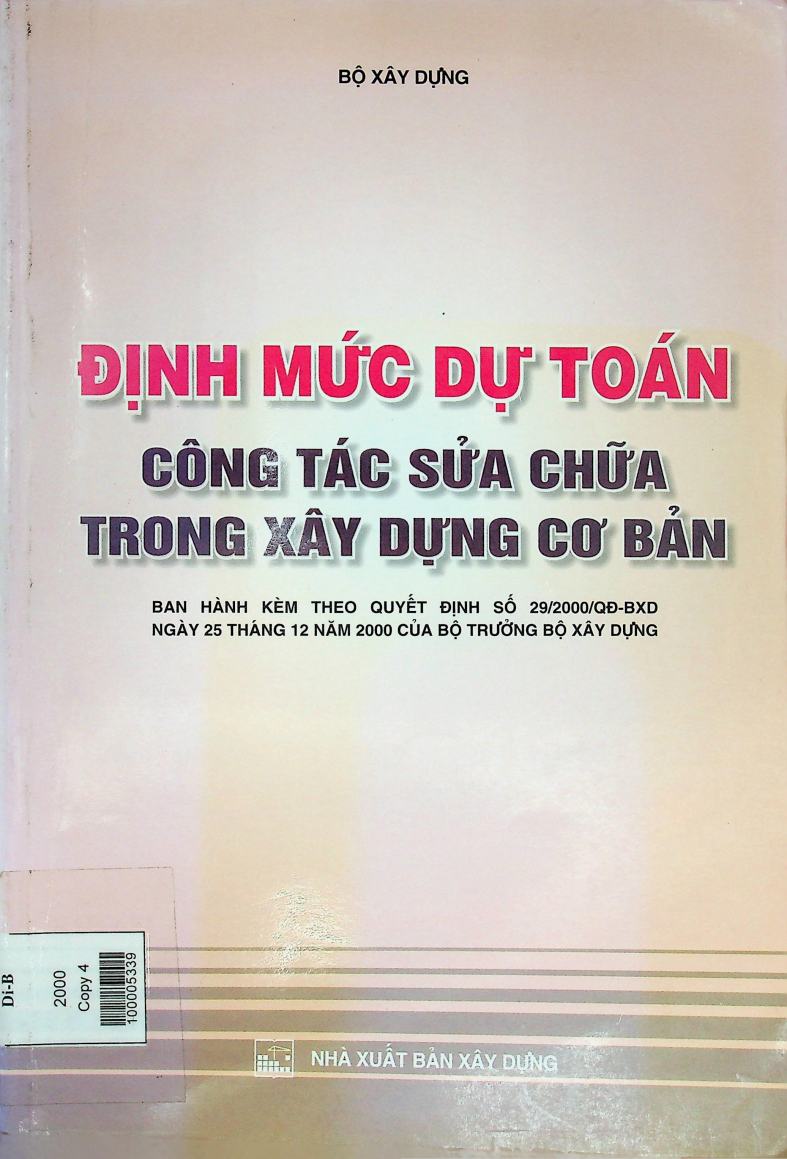 BỘ XÂY DỰNG
ĐỊNH MỨC DỰ TOÁN
CÔNG TÁC SỬA CHỮA
TRONG XÂY DỰNG CƠ BẢN
BAN HÀNH KÈM THEO QUYẾT ĐỊNH SỐ 29/2000/QĐ-BXD
NGÀY 25 THÁNG 12 NĂM 2000 CỦA BỘ TRƯỞNG BỘ XÂY DỰNG
Di-B
2000
Copy 4
100005339
NHÀ XUẤT BẢN XÂY DỰNG